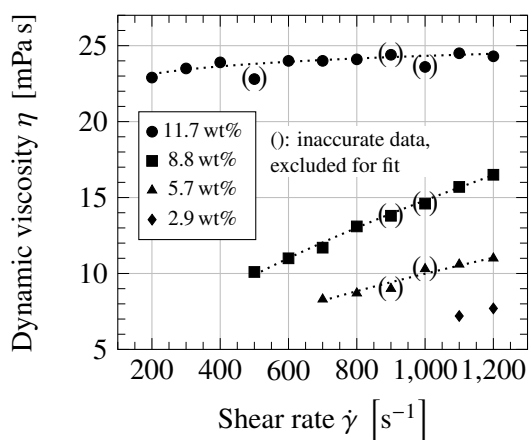 25
20
15
10
5
200 400 600 800 1,000 1,200
Dynamic viscosity η [mPa s]
Shear rate γ̇ [s⁻¹]
11.7 wt%
8.8 wt%
5.7 wt%
2.9 wt%
(): inaccurate data,
excluded for fit
( )
( )
( )
( )
( )
( )
( )